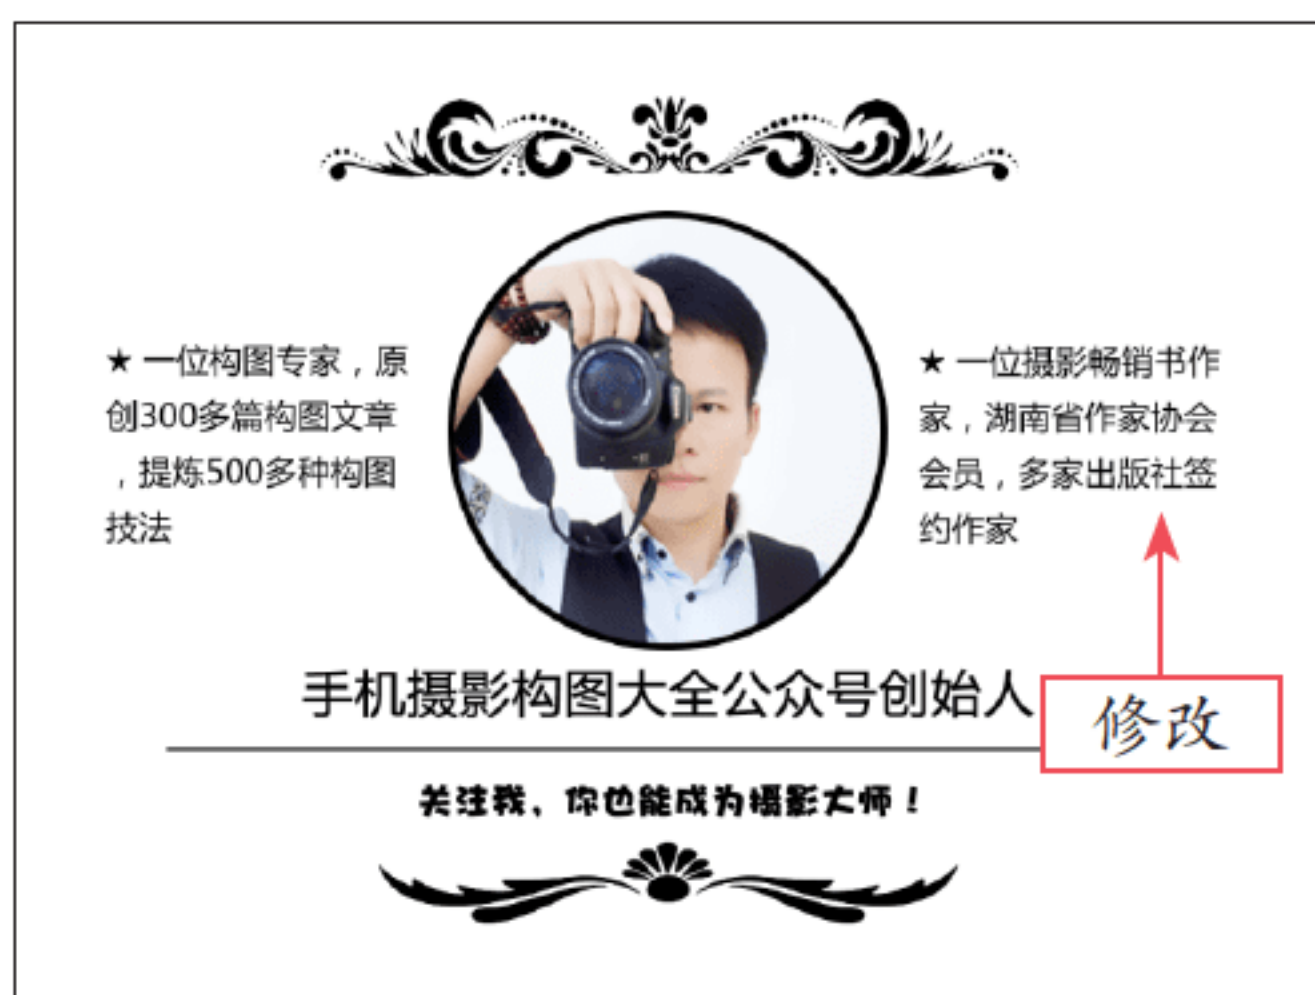 ★ 一位构图专家，原
创300多篇构图文章
，提炼500多种构图
技法
★ 一位摄影畅销书作
家，湖南省作家协会
会员，多家出版社签
约作家
手机摄影构图大全公众号创始人
修改
关注我、你也能成为摄影大师！